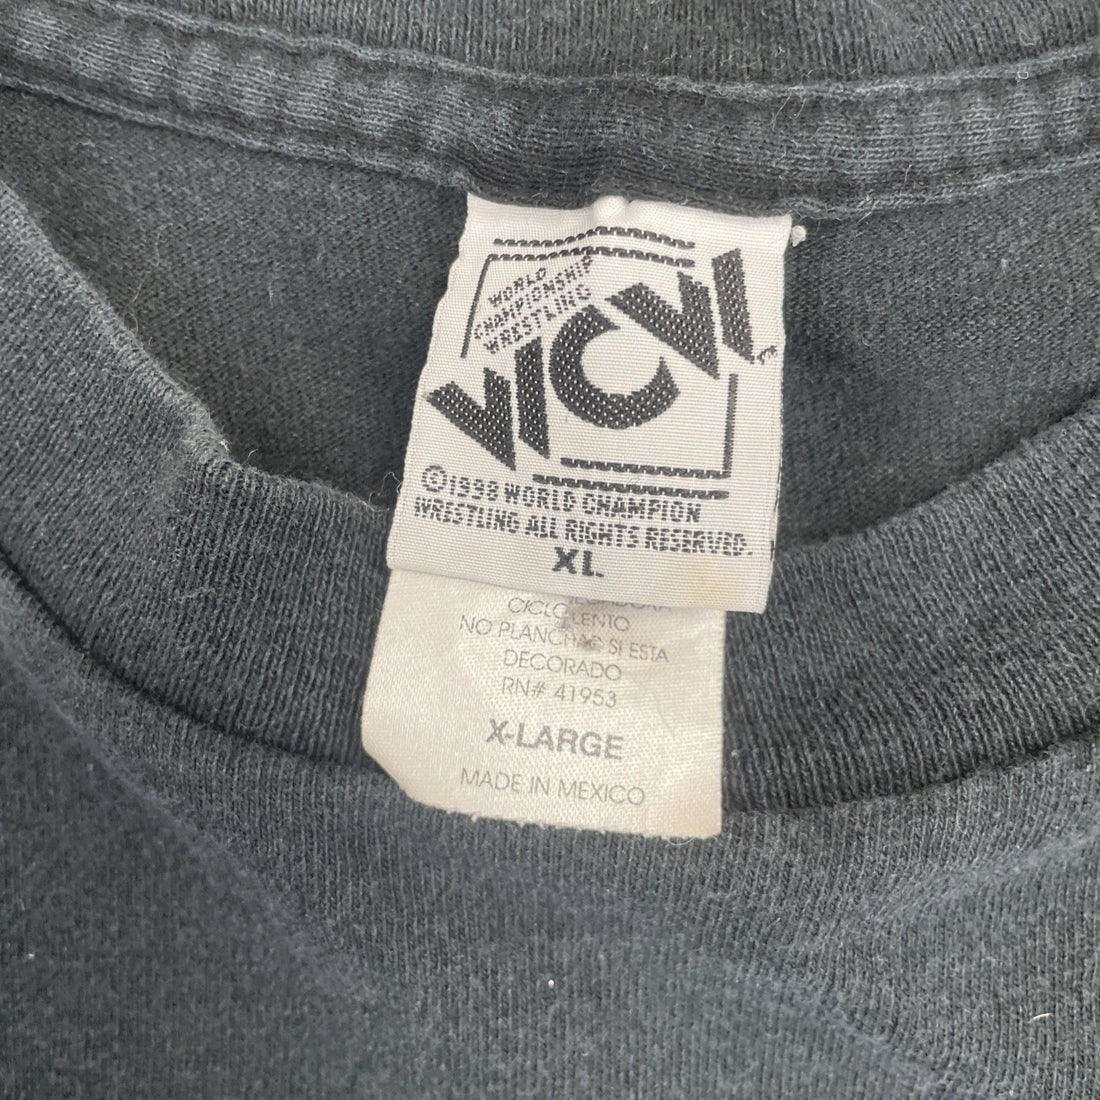 WORLD
CHAMPIONSHIP
WRESTLING
©1998 WORLD CHAMPION
WRESTLING ALL RIGHTS RESERVED.
XL
CICLO LENTO
NO PLANCHAR SI ESTA
DECORADO
RN# 41953
X-LARGE
MADE IN MEXICO